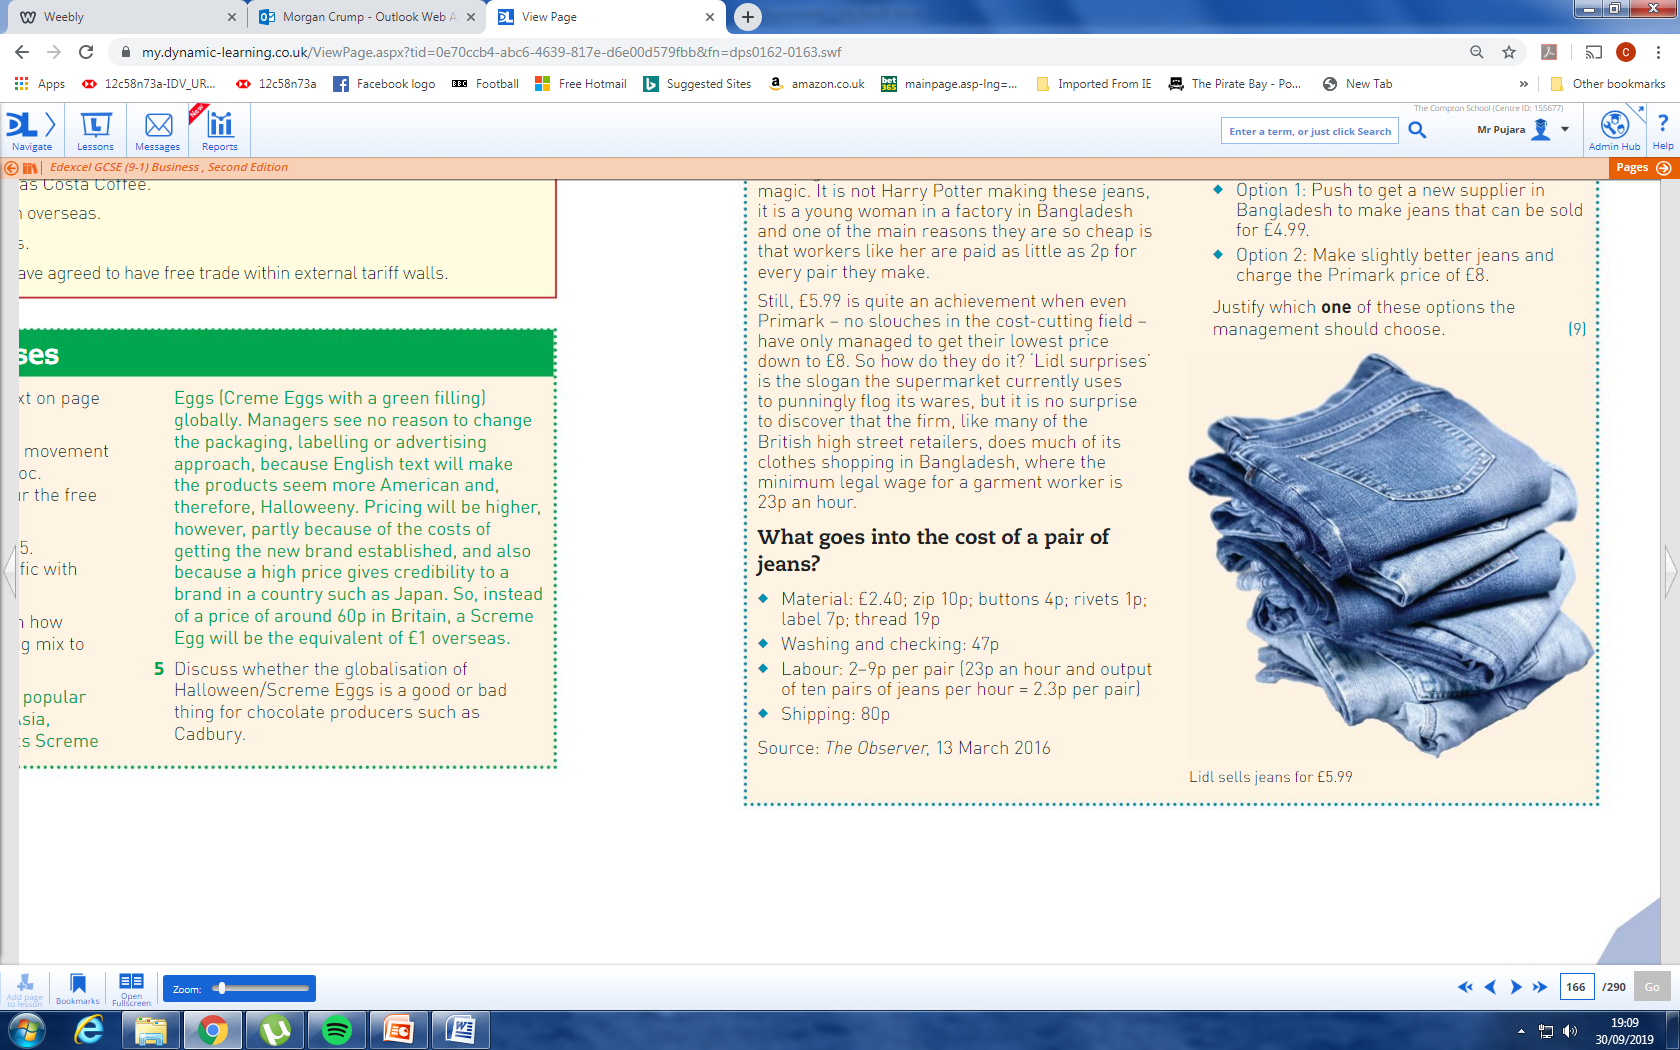 Weebly
Morgan Crump - Outlook Web A
View Page
my.dynamic-learning.co.uk/ViewPage.aspx?tid=0e70ccb4-abc6-4639-817e-d6e00d579fbb&fn=dps0162-0163.swf
Apps
12c58n73a-IDV_UR...
12c58n73a
Facebook logo
BBC
Football
Free Hotmail
Suggested Sites
amazon.co.uk
bet365
mainpage.asp-lng=...
Imported From IE
The Pirate Bay - Po...
New Tab
»
Other bookmarks
DL
Navigate
Lessons
Messages
New
Reports
The Compton School (Centre ID: 155677)
Enter a term, or just click Search
Mr Pujara
Admin Hub
Help
Edexcel GCSE (9-1) Business , Second Edition
Pages
as Costa Coffee.
overseas.
s.
ave agreed to have free trade within external tariff walls.
ses
xt on page
movement
oc.
r the free
5.
fic with
how
g mix to
popular
sia,
s Screme
Eggs (Creme Eggs with a green filling)
globally. Managers see no reason to change
the packaging, labelling or advertising
approach, because English text will make
the products seem more American and,
therefore, Halloweeny. Pricing will be higher,
however, partly because of the costs of
getting the new brand established, and also
because a high price gives credibility to a
brand in a country such as Japan. So, instead
of a price of around 60p in Britain, a Screme
Egg will be the equivalent of £1 overseas.
5 Discuss whether the globalisation of
Halloween/Screme Eggs is a good or bad
thing for chocolate producers such as
Cadbury.
magic. It is not Harry Potter making these jeans,
it is a young woman in a factory in Bangladesh
and one of the main reasons they are so cheap is
that workers like her are paid as little as 2p for
every pair they make.
Still, £5.99 is quite an achievement when even
Primark – no slouches in the cost-cutting field –
have only managed to get their lowest price
down to £8. So how do they do it? ‘Lidl surprises’
is the slogan the supermarket currently uses
to punningly flog its wares, but it is no surprise
to discover that the firm, like many of the
British high street retailers, does much of its
clothes shopping in Bangladesh, where the
minimum legal wage for a garment worker is
23p an hour.
What goes into the cost of a pair of
jeans?
Material: £2.40; zip 10p; buttons 4p; rivets 1p;
label 7p; thread 19p
Washing and checking: 47p
Labour: 2–9p per pair (23p an hour and output
of ten pairs of jeans per hour = 2.3p per pair)
Shipping: 80p
Source: The Observer, 13 March 2016
Option 1: Push to get a new supplier in
Bangladesh to make jeans that can be sold
for £4.99.
Option 2: Make slightly better jeans and
charge the Primark price of £8.
Justify which one of these options the
management should choose. (9)
Lidl sells jeans for £5.99
Add page
to lesson
Bookmarks
Open
Fullscreen
Zoom:
166
/290
Go
19:09
30/09/2019